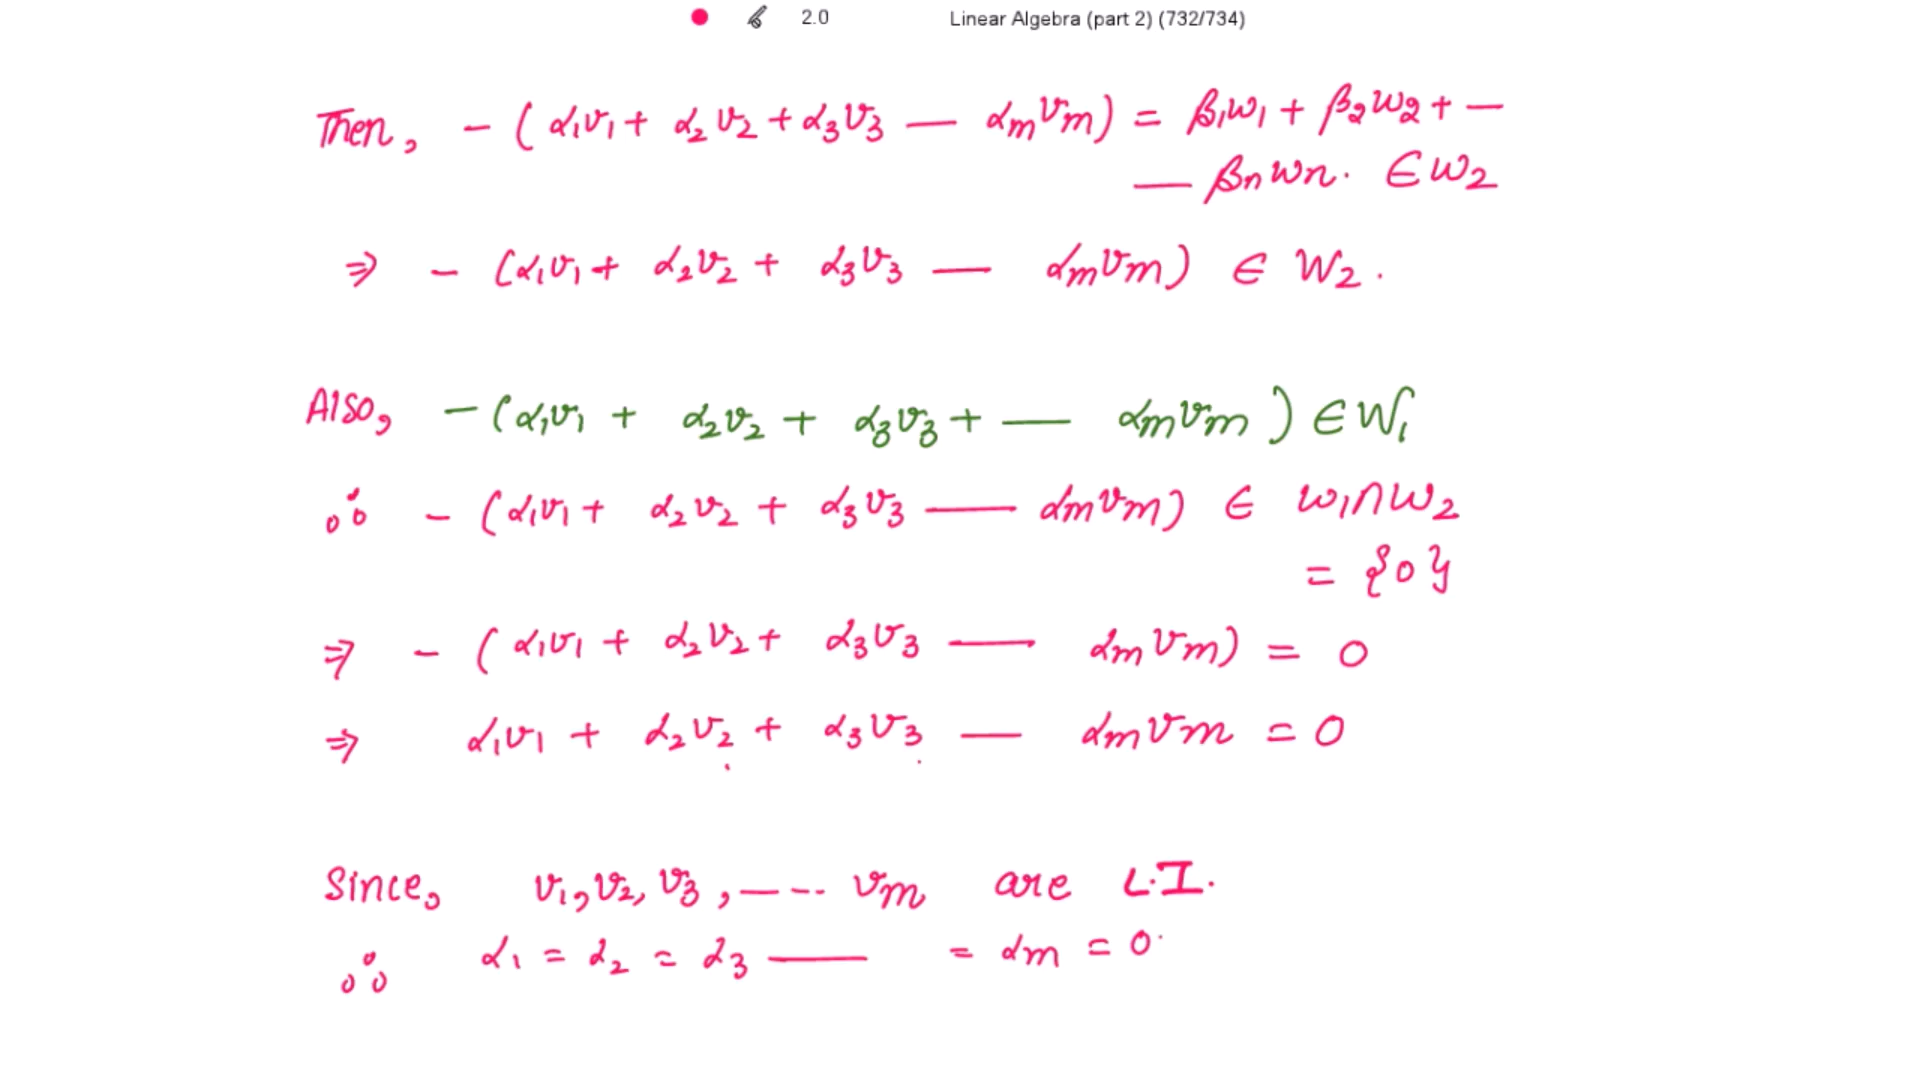 2.0 Linear Algebra (part 2) (732/734)
Then, - ( α₁v₁ + α₂v₂ + α₃v₃ — αₘvₘ) = β₁w₁ + β₂w₂ + —
— βₙwₙ. ∈ W₂
⇒ - (α₁v₁ + α₂v₂ + α₃v₃ — αₘvₘ) ∈ W₂.
Also, -(α₁v₁ + α₂v₂ + α₃v₃ + — αₘvₘ) ∈ W₁
∴ - (α₁v₁ + α₂v₂ + α₃v₃ — αₘvₘ) ∈ W₁∩W₂
= {0}
⇒ - (α₁v₁ + α₂v₂ + α₃v₃ — αₘvₘ) = 0
⇒ α₁v₁ + α₂v₂ + α₃v₃ — αₘvₘ = 0
Since, v₁, v₂, v₃, —-- vₘ are L.I.
∴ α₁ = α₂ = α₃ — = αₘ = 0.